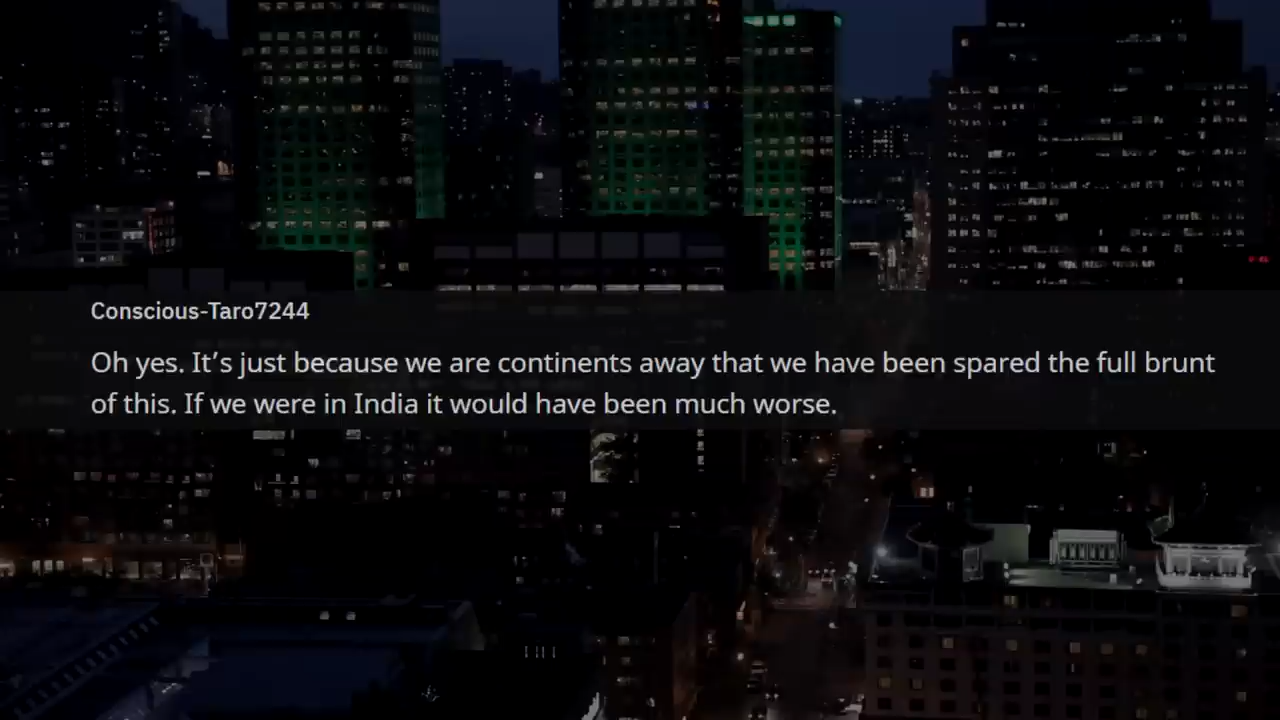 Conscious-Taro7244
Oh yes. It’s just because we are continents away that we have been spared the full brunt
of this. If we were in India it would have been much worse.